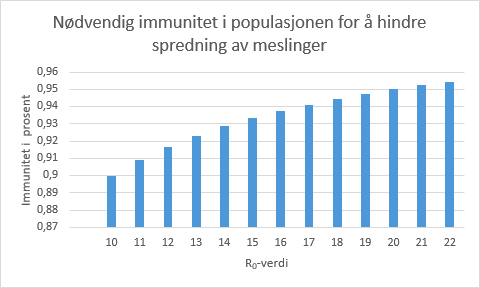 Nødvendig immunitet i populasjonen for å hindre
spredning av meslinger
Immunitet i prosent
0,96
0,95
0,94
0,93
0,92
0,91
0,9
0,89
0,88
0,87
10 11 12 13 14 15 16 17 18 19 20 21 22
R₀-verdi